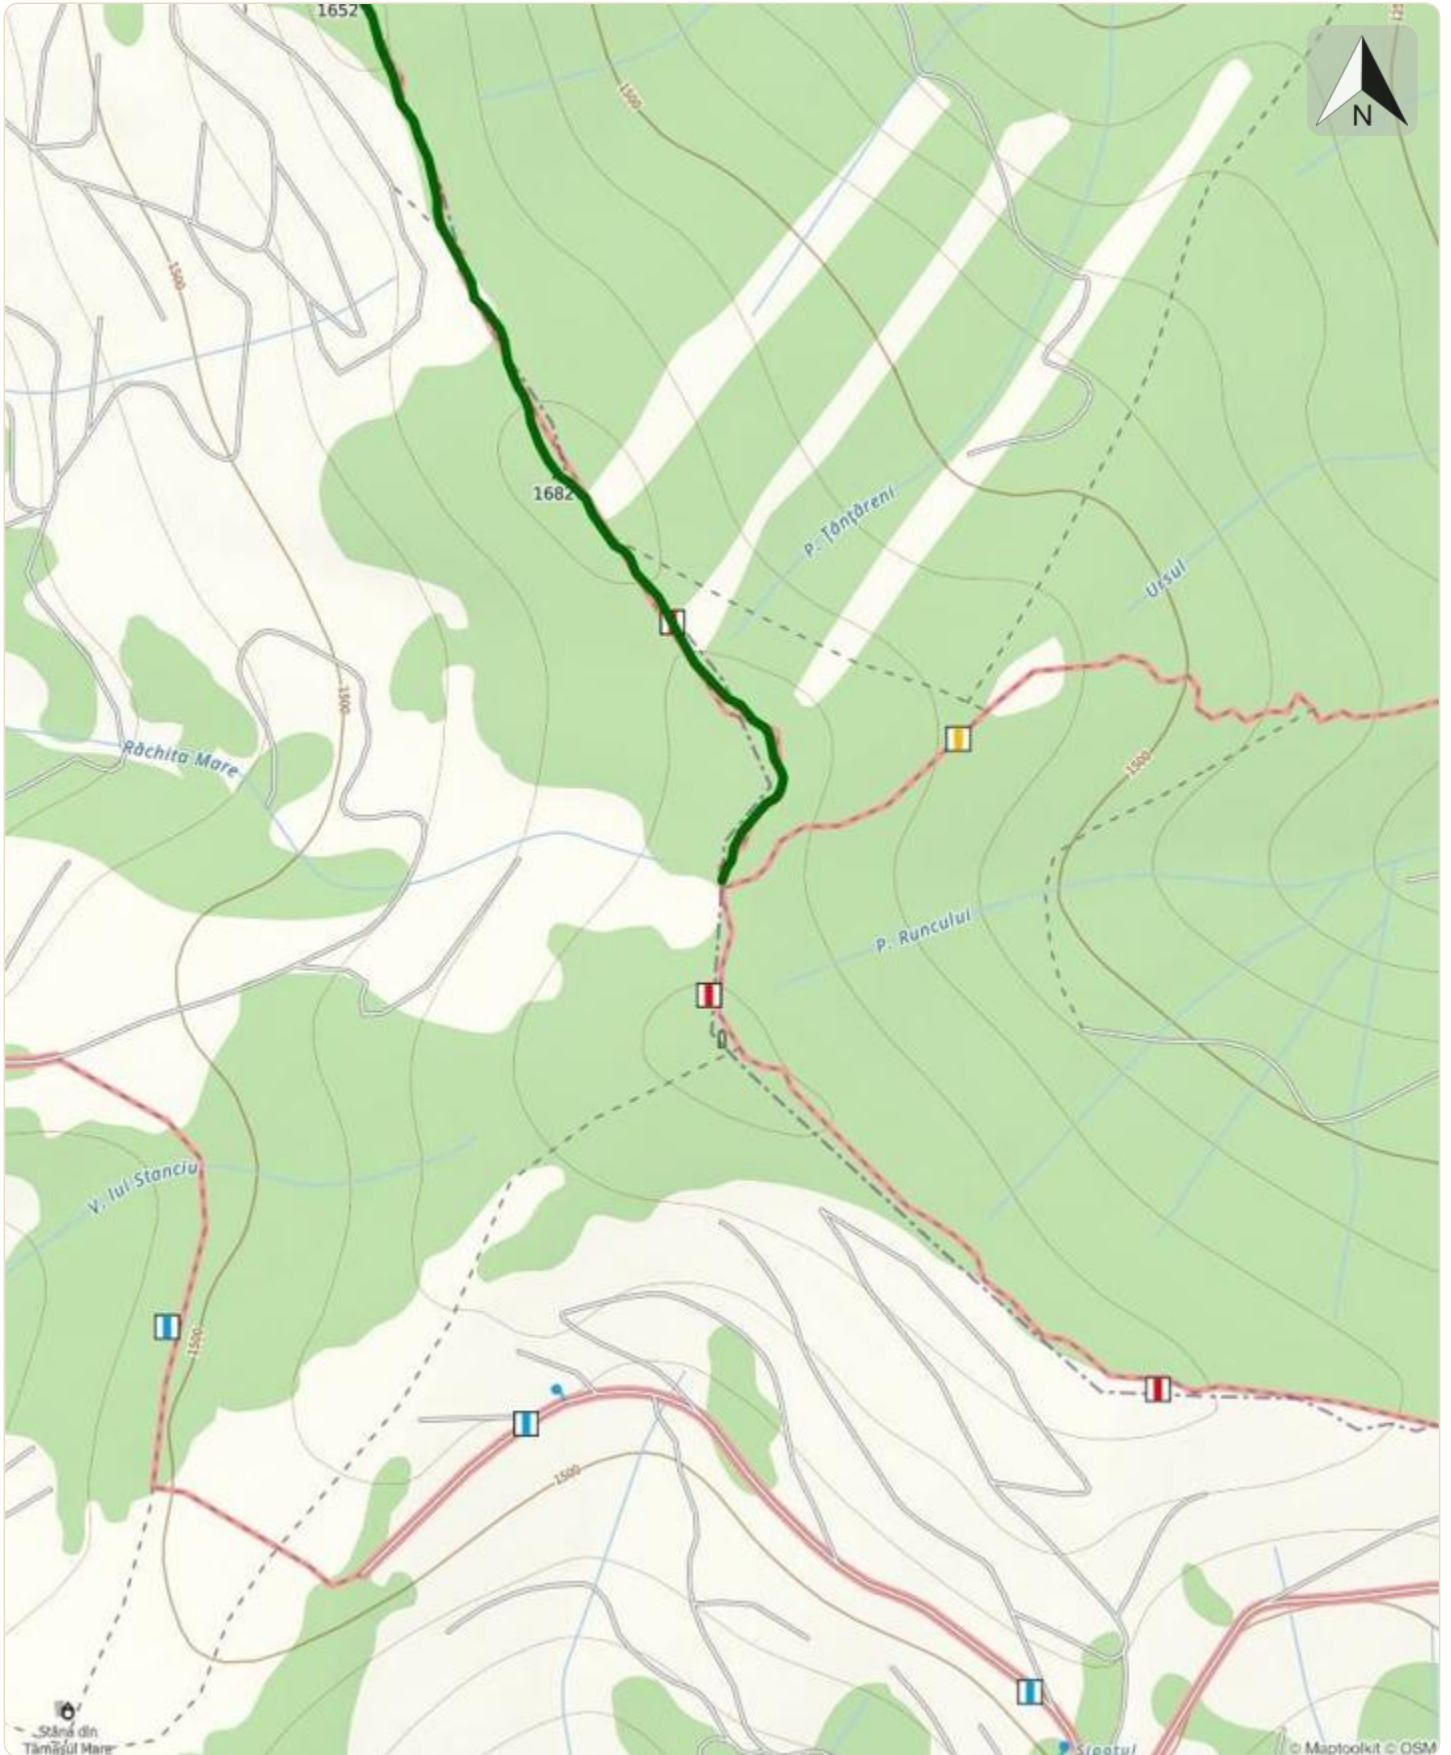 1652
1500
N
1500
1682
P. Țânțăreni
Ursul
1500
Răchita Mare
1500
P. Runcului
V. lui Stanciu
1500
1500
Stâna din
Tămașul Mare
© Maptoolkit © OSM